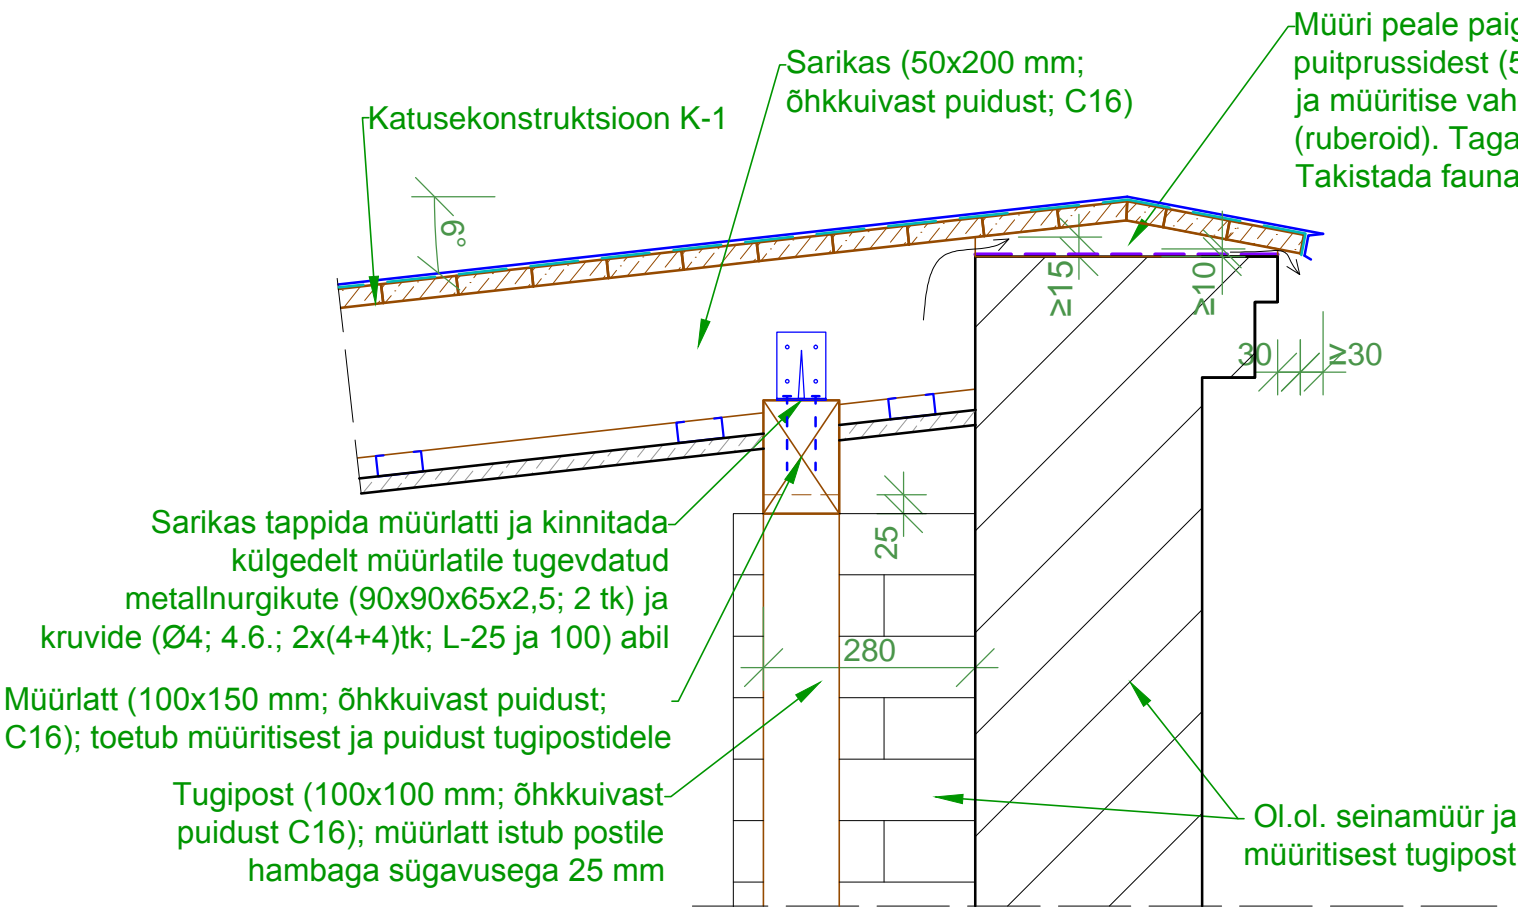 Müüri peale paig
puitprussidest (5
ja müüritise vah
(ruberoid). Taga
Takistada fauna
Sarikas (50x200 mm;
õhkkuivast puidust; C16)
Katusekonstruktsioon K-1
6°
≥15
≥10
30
≥30
25
280
Sarikas tappida müürlatti ja kinnitada
külgedelt müürlatile tugevdatud
metallnurgikute (90x90x65x2,5; 2 tk) ja
kruvide (Ø4; 4.6.; 2x(4+4)tk; L-25 ja 100) abil
Müürlatt (100x150 mm; õhkkuivast puidust;
C16); toetub müüritisest ja puidust tugipostidele
Tugipost (100x100 mm; õhkkuivast
puidust C16); müürlatt istub postile
hambaga sügavusega 25 mm
Ol.ol. seinamüür ja
müüritisest tugipost